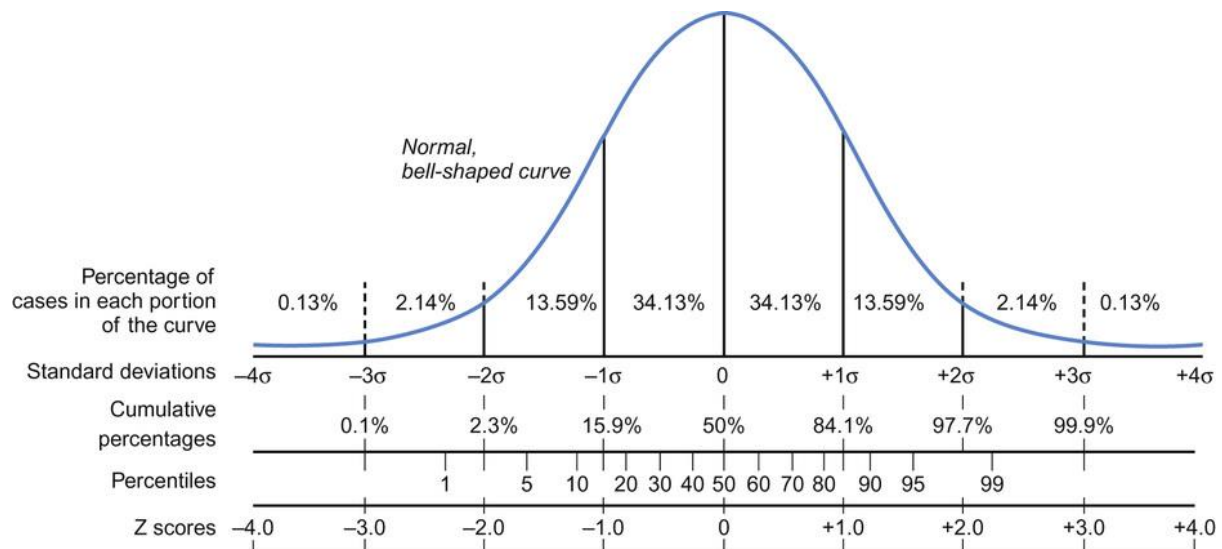 Normal,
bell-shaped curve
Percentage of
cases in each portion
of the curve
0.13% 2.14% 13.59% 34.13% 34.13% 13.59% 2.14% 0.13%
Standard deviations –4σ –3σ –2σ –1σ 0 +1σ +2σ +3σ +4σ
Cumulative
percentages
0.1% 2.3% 15.9% 50% 84.1% 97.7% 99.9%
Percentiles 1 5 10 20 30 40 50 60 70 80 90 95 99
Z scores –4.0 –3.0 –2.0 –1.0 0 +1.0 +2.0 +3.0 +4.0